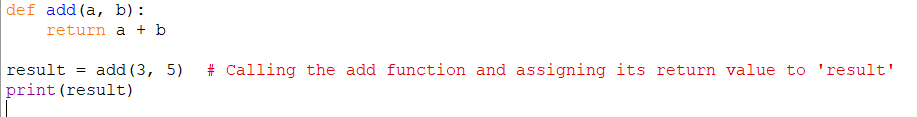 def add(a, b):
    return a + b

result = add(3, 5)  # Calling the add function and assigning its return value to 'result'
print(result)